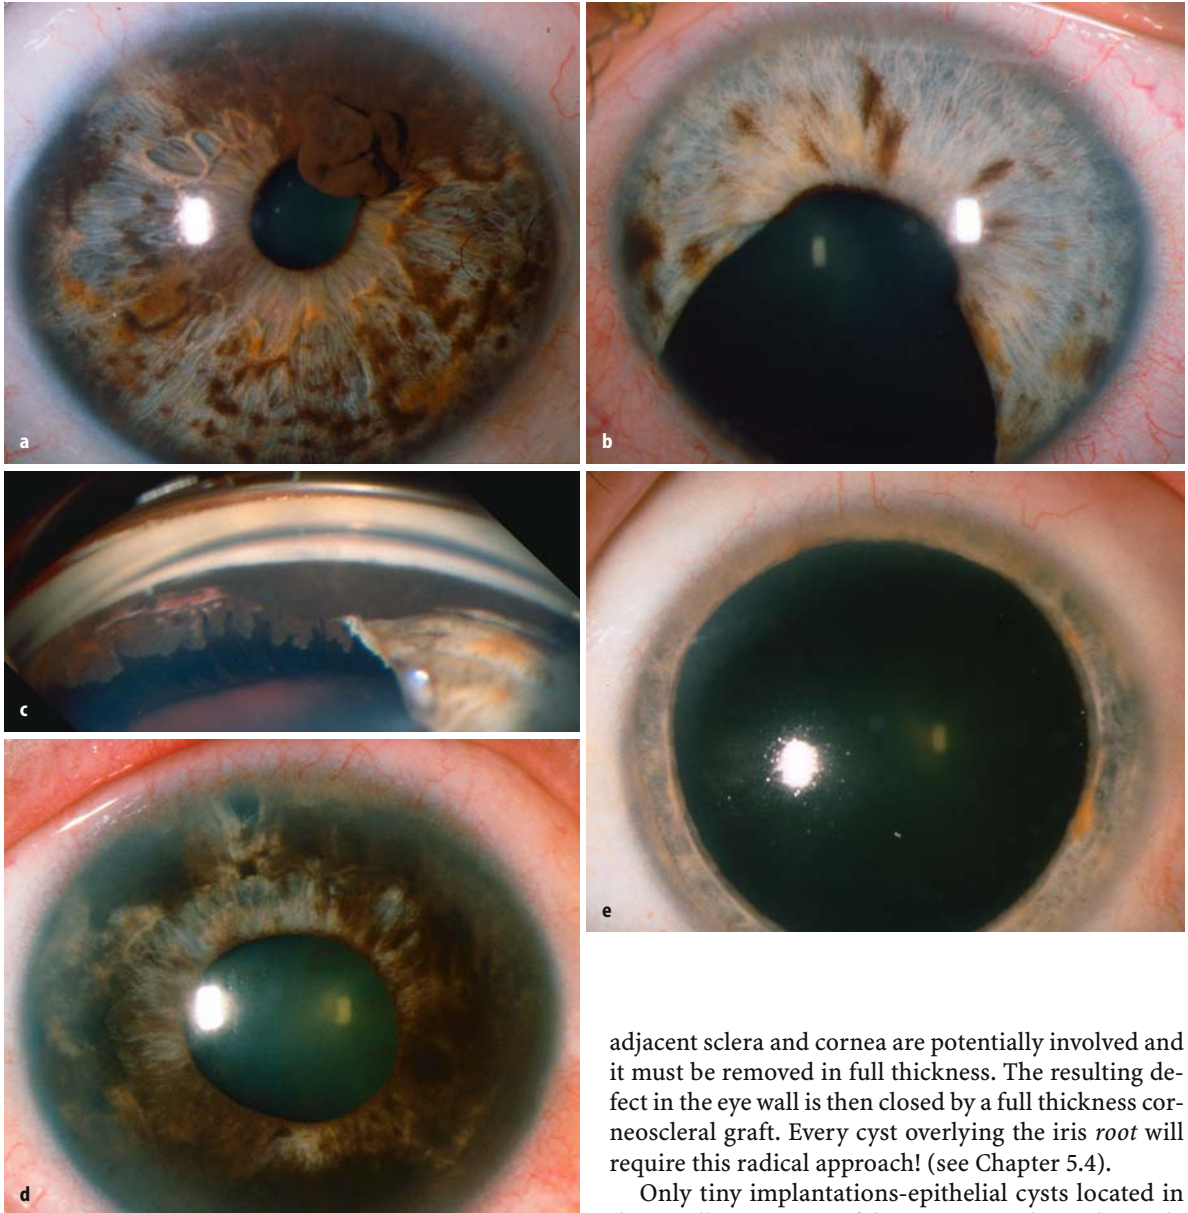 a
b
c
d
e
adjacent sclera and cornea are potentially involved and
it must be removed in full thickness. The resulting de-
fect in the eye wall is then closed by a full thickness cor-
neoscleral graft. Every cyst overlying the iris root will
require this radical approach! (see Chapter 5.4).
Only tiny implantations-epithelial cysts located in